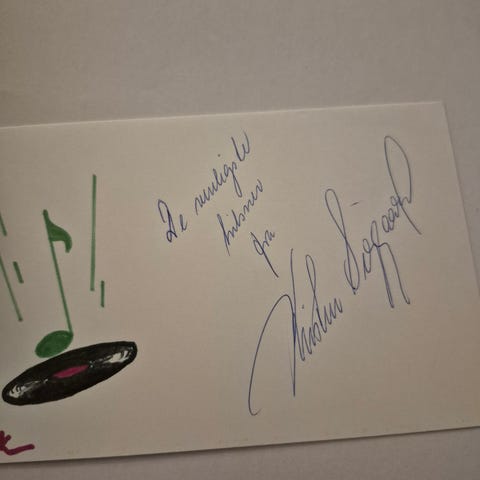 De venligste
hilsner
fra
Kirsten Siggaard